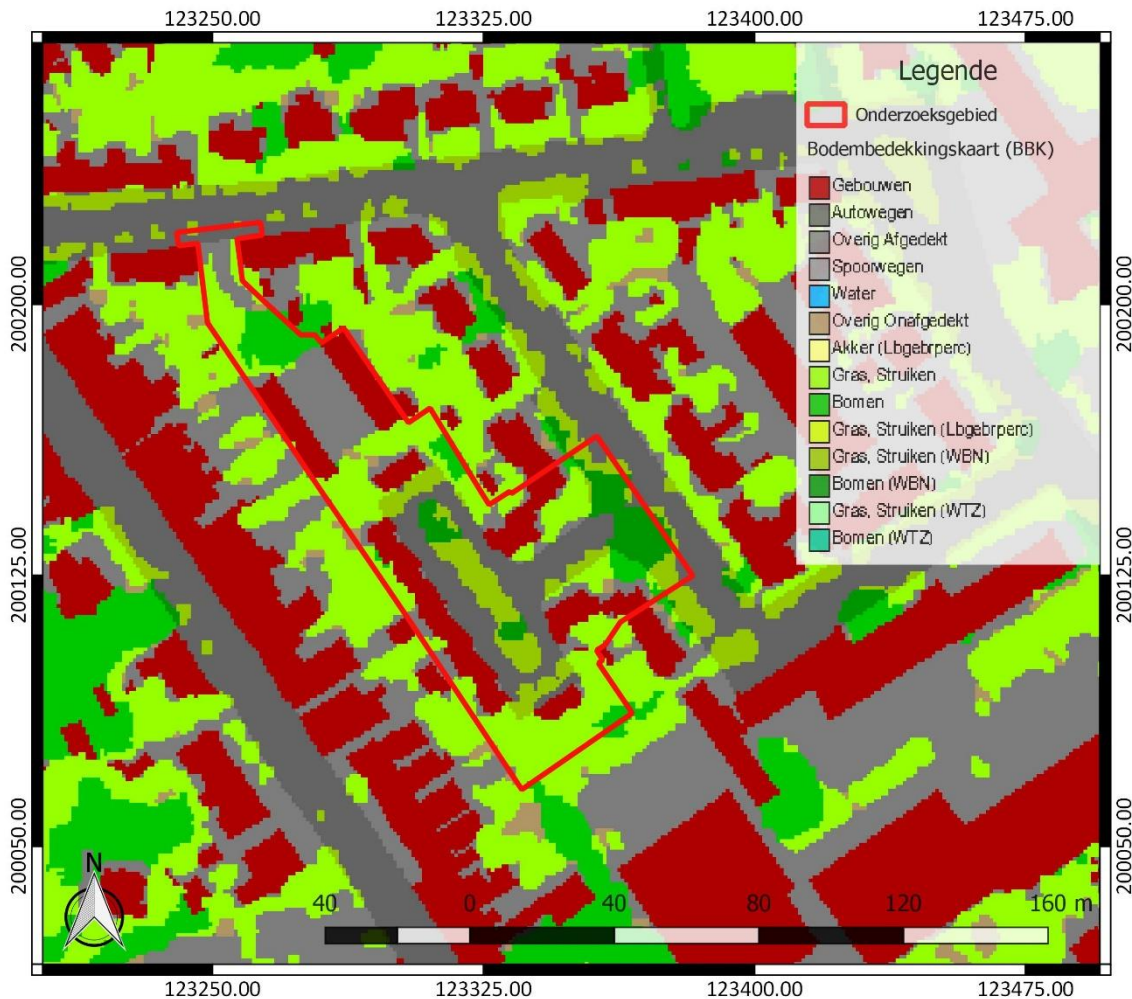 123250.00 123325.00 123400.00 123475.00
Legende
Onderzoeksgebied
Bodembedekkingskaart (BBK)
Gebouwen
Autowegen
Overig Afgedekt
Spoorwegen
Water
Overig Onafgedekt
Akker (Lbgebrperc)
Gras, Struiken
Bomen
Gras, Struiken (Lbgebrperc)
Gras, Struiken (WBN)
Bomen (WBN)
Gras, Struiken (WTZ)
Bomen (WTZ)
200200.00 200200.00
200125.00 200125.00
200050.00 200050.00
N
40 0 40 80 120 160 m
123250.00 123325.00 123400.00 123475.00